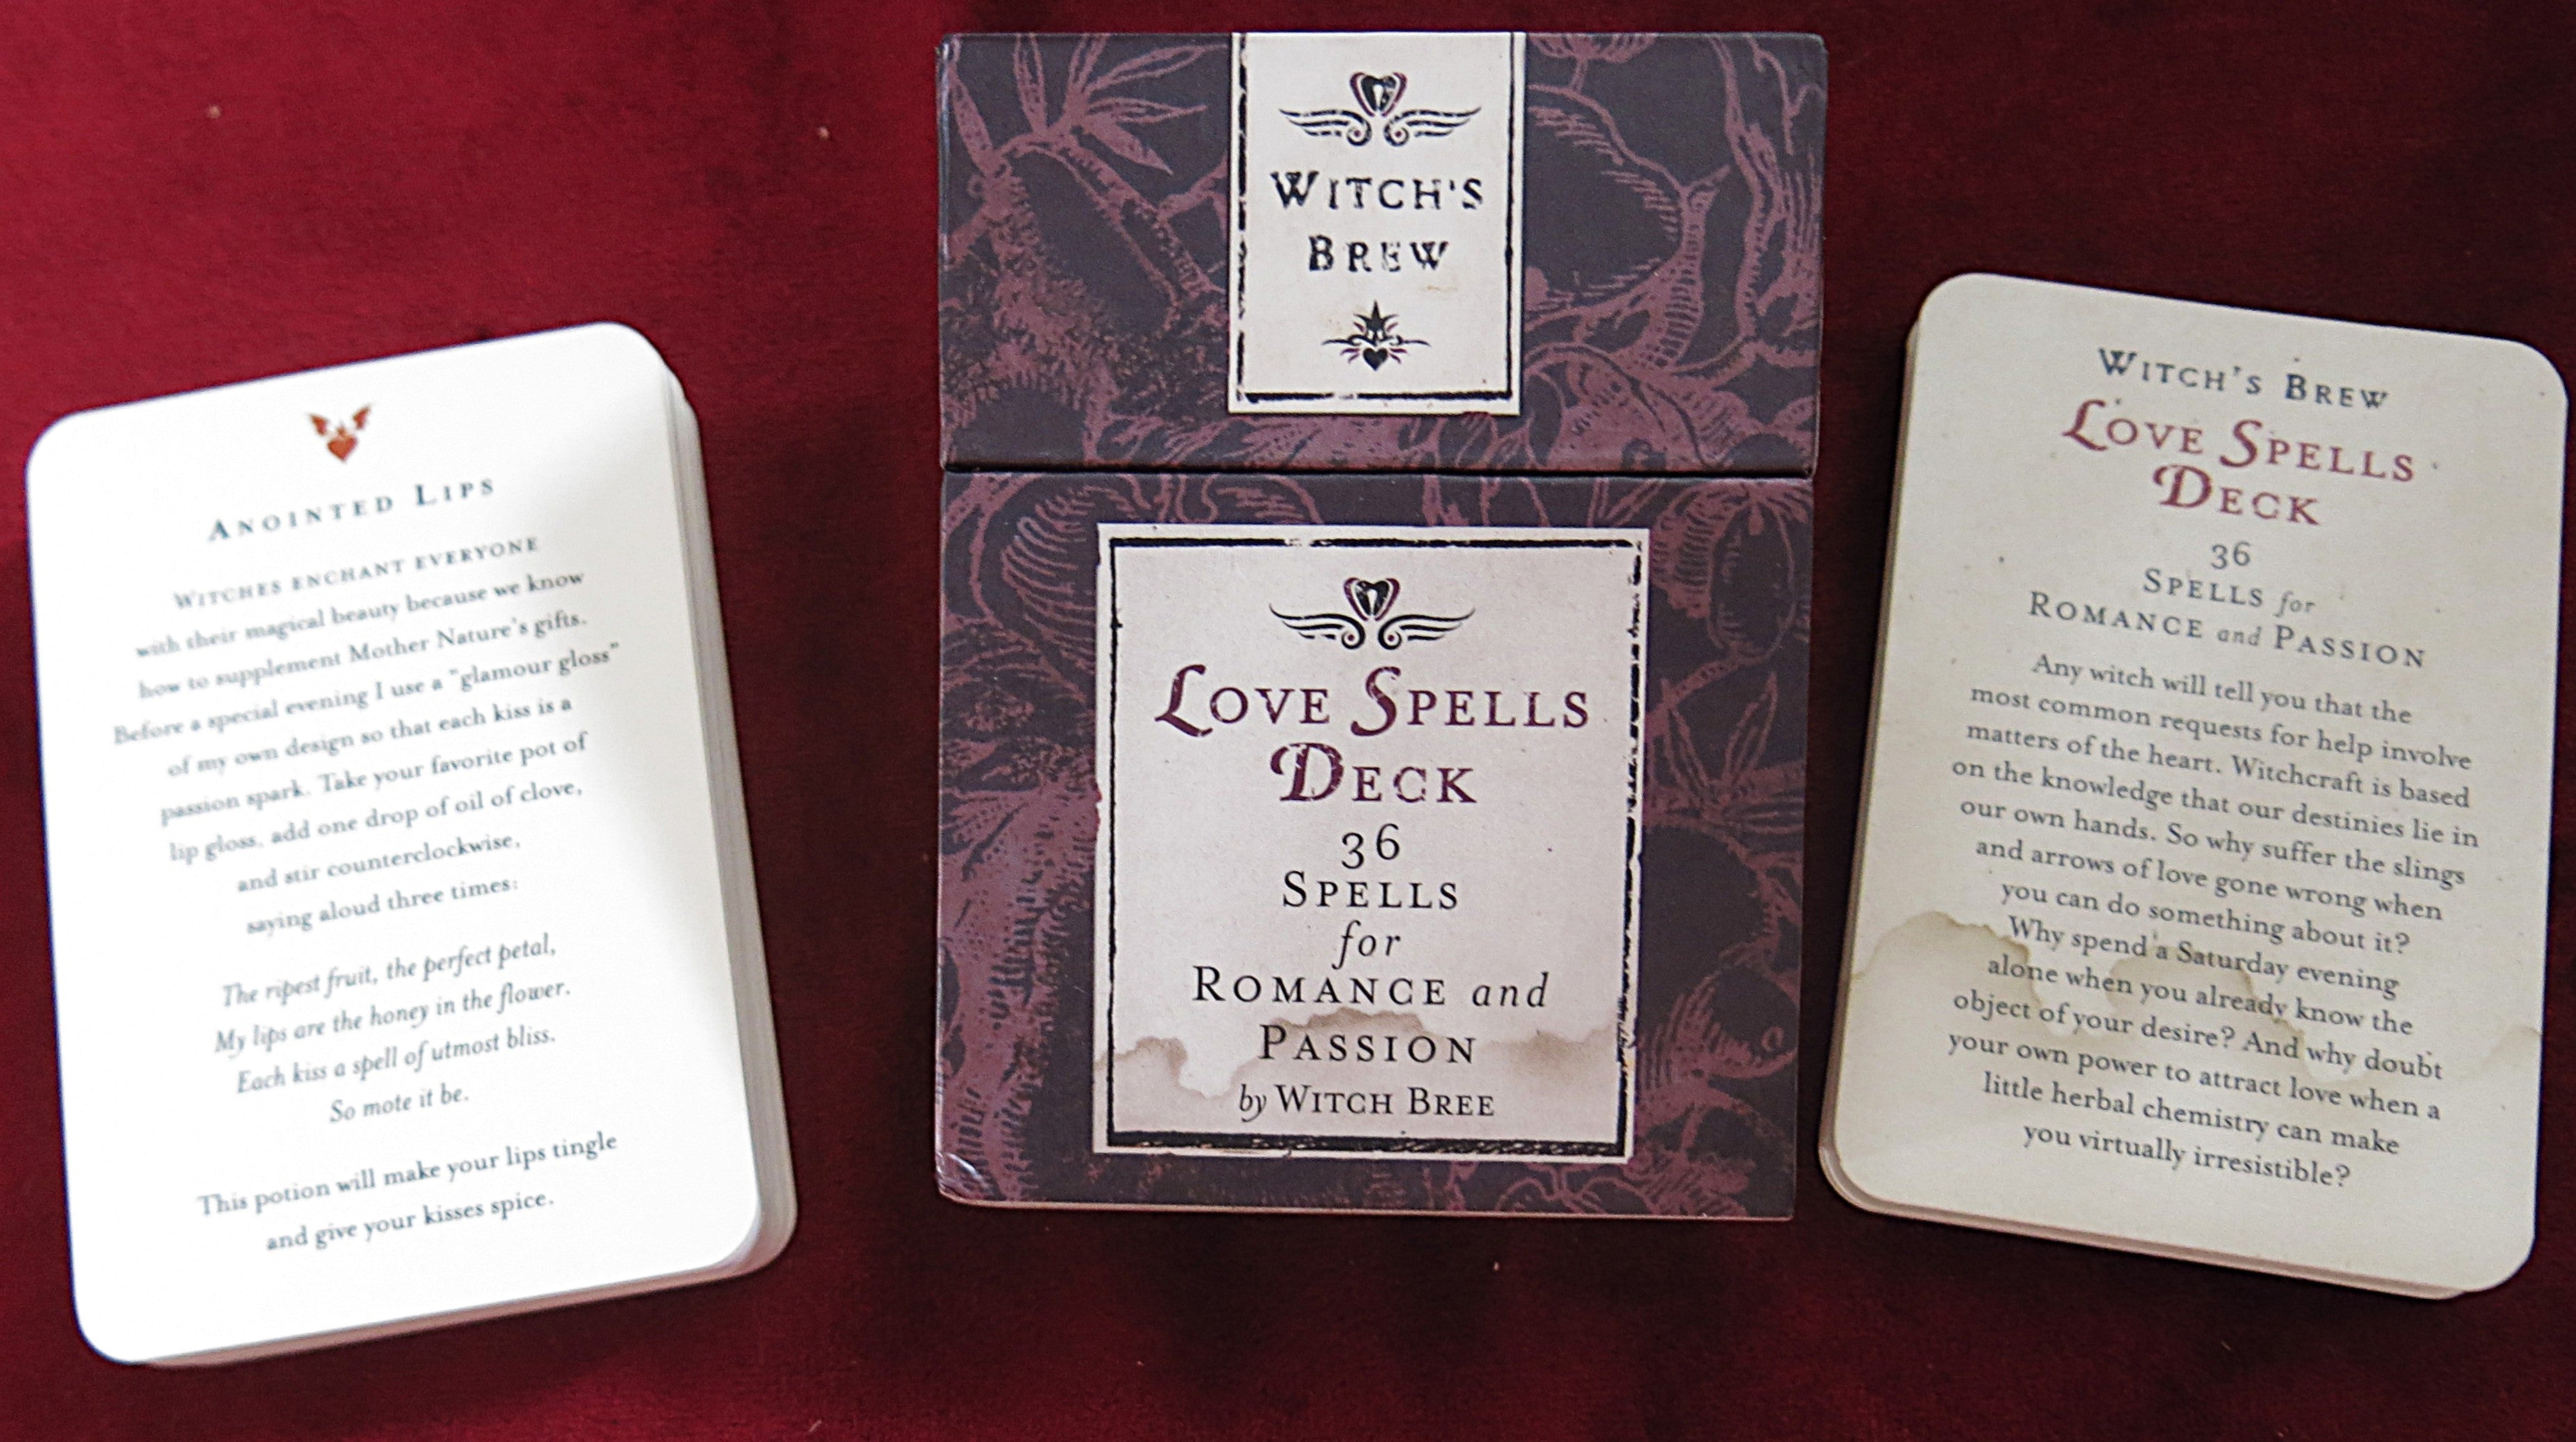 ANOINTED LIPS
WITCHES ENCHANT EVERYONE
with their magical beauty because we know
how to supplement Mother Nature's gifts.
Before a special evening I use a "glamour gloss"
of my own design so that each kiss is a
passion spark. Take your favorite pot of
lip gloss, add one drop of oil of clove,
and stir counterclockwise,
saying aloud three times:
The ripest fruit, the perfect petal,
My lips are the honey in the flower.
Each kiss a spell of utmost bliss.
So mote it be.
This potion will make your lips tingle
and give your kisses spice.
WITCH'S
BREW
LOVE SPELLS
DECK
36
SPELLS
for
ROMANCE and
PASSION
by WITCH BREE
WITCH'S BREW
LOVE SPELLS
DECK
36
SPELLS for
ROMANCE and PASSION
Any witch will tell you that the
most common requests for help involve
matters of the heart. Witchcraft is based
on the knowledge that our destinies lie in
our own hands. So why suffer the slings
and arrows of love gone wrong when
you can do something about it?
Why spend a Saturday evening
alone when you already know the
object of your desire? And why doubt
your own power to attract love when a
little herbal chemistry can make
you virtually irresistible?